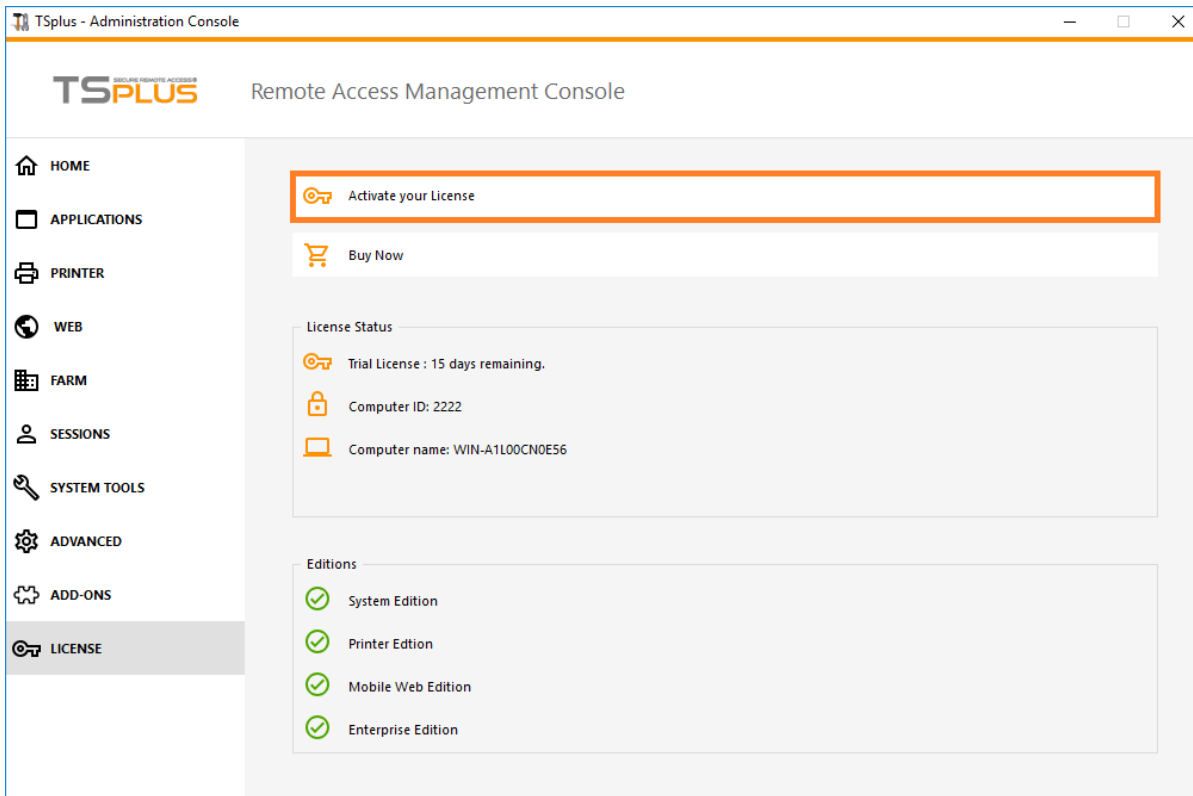 TSplus - Administration Console
TSPLUS
SECURE REMOTE ACCESS®
Remote Access Management Console
HOME
APPLICATIONS
PRINTER
WEB
FARM
SESSIONS
SYSTEM TOOLS
ADVANCED
ADD-ONS
LICENSE
Activate your License
Buy Now
License Status
Trial License : 15 days remaining.
Computer ID: 2222
Computer name: WIN-A1L00CN0E56
Editions
System Edition
Printer Edtion
Mobile Web Edition
Enterprise Edition